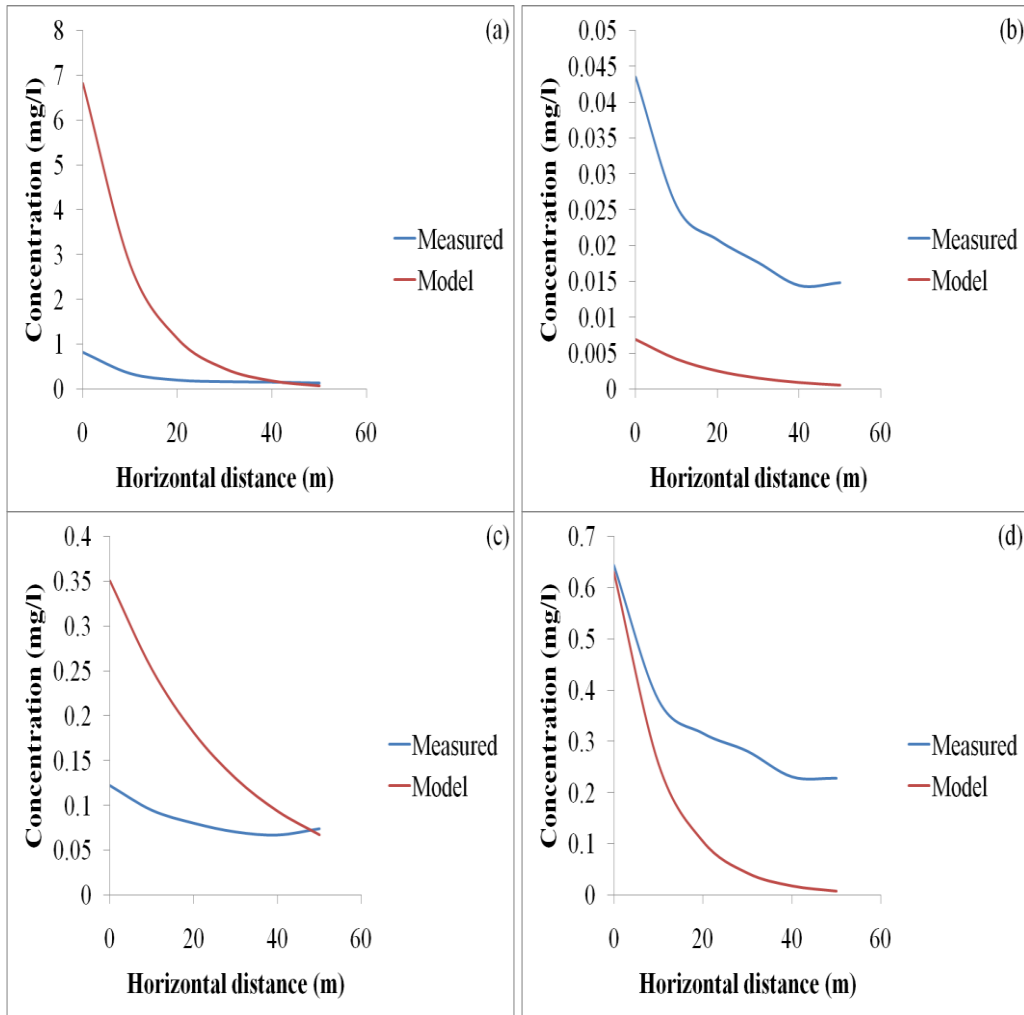 (a)
Concentration (mg/l)
8
7
6
5
4
3
2
1
0
0 20 40 60
Horizontal distance (m)
Measured
Model
(b)
Concentration (mg/l)
0.05
0.045
0.04
0.035
0.03
0.025
0.02
0.015
0.01
0.005
0
0 20 40 60
Horizontal distance (m)
Measured
Model
(c)
Concentration (mg/l)
0.4
0.35
0.3
0.25
0.2
0.15
0.1
0.05
0
0 20 40 60
Horizontal distance (m)
Measured
Model
(d)
Concentration (mg/l)
0.7
0.6
0.5
0.4
0.3
0.2
0.1
0
0 20 40 60
Horizontal distance (m)
Measured
Model